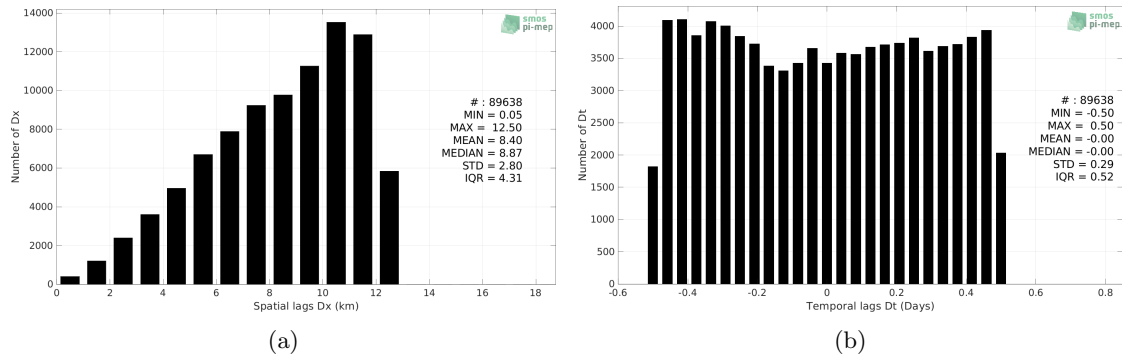 14000
12000
10000
8000
6000
4000
2000
0
Number of Dx
0 2 4 6 8 10 12 14 16 18
Spatial lags Dx (km)
smos
pi-mep
# : 89638
MIN = 0.05
MAX = 12.50
MEAN = 8.40
MEDIAN = 8.87
STD = 2.80
IQR = 4.31
(a)
4000
3500
3000
2500
2000
1500
1000
500
0
Number of Dt
-0.6 -0.4 -0.2 0 0.2 0.4 0.6 0.8
Temporal lags Dt (Days)
smos
pi-mep
# : 89638
MIN = -0.50
MAX = 0.50
MEAN = -0.00
MEDIAN = -0.00
STD = 0.29
IQR = 0.52
(b)